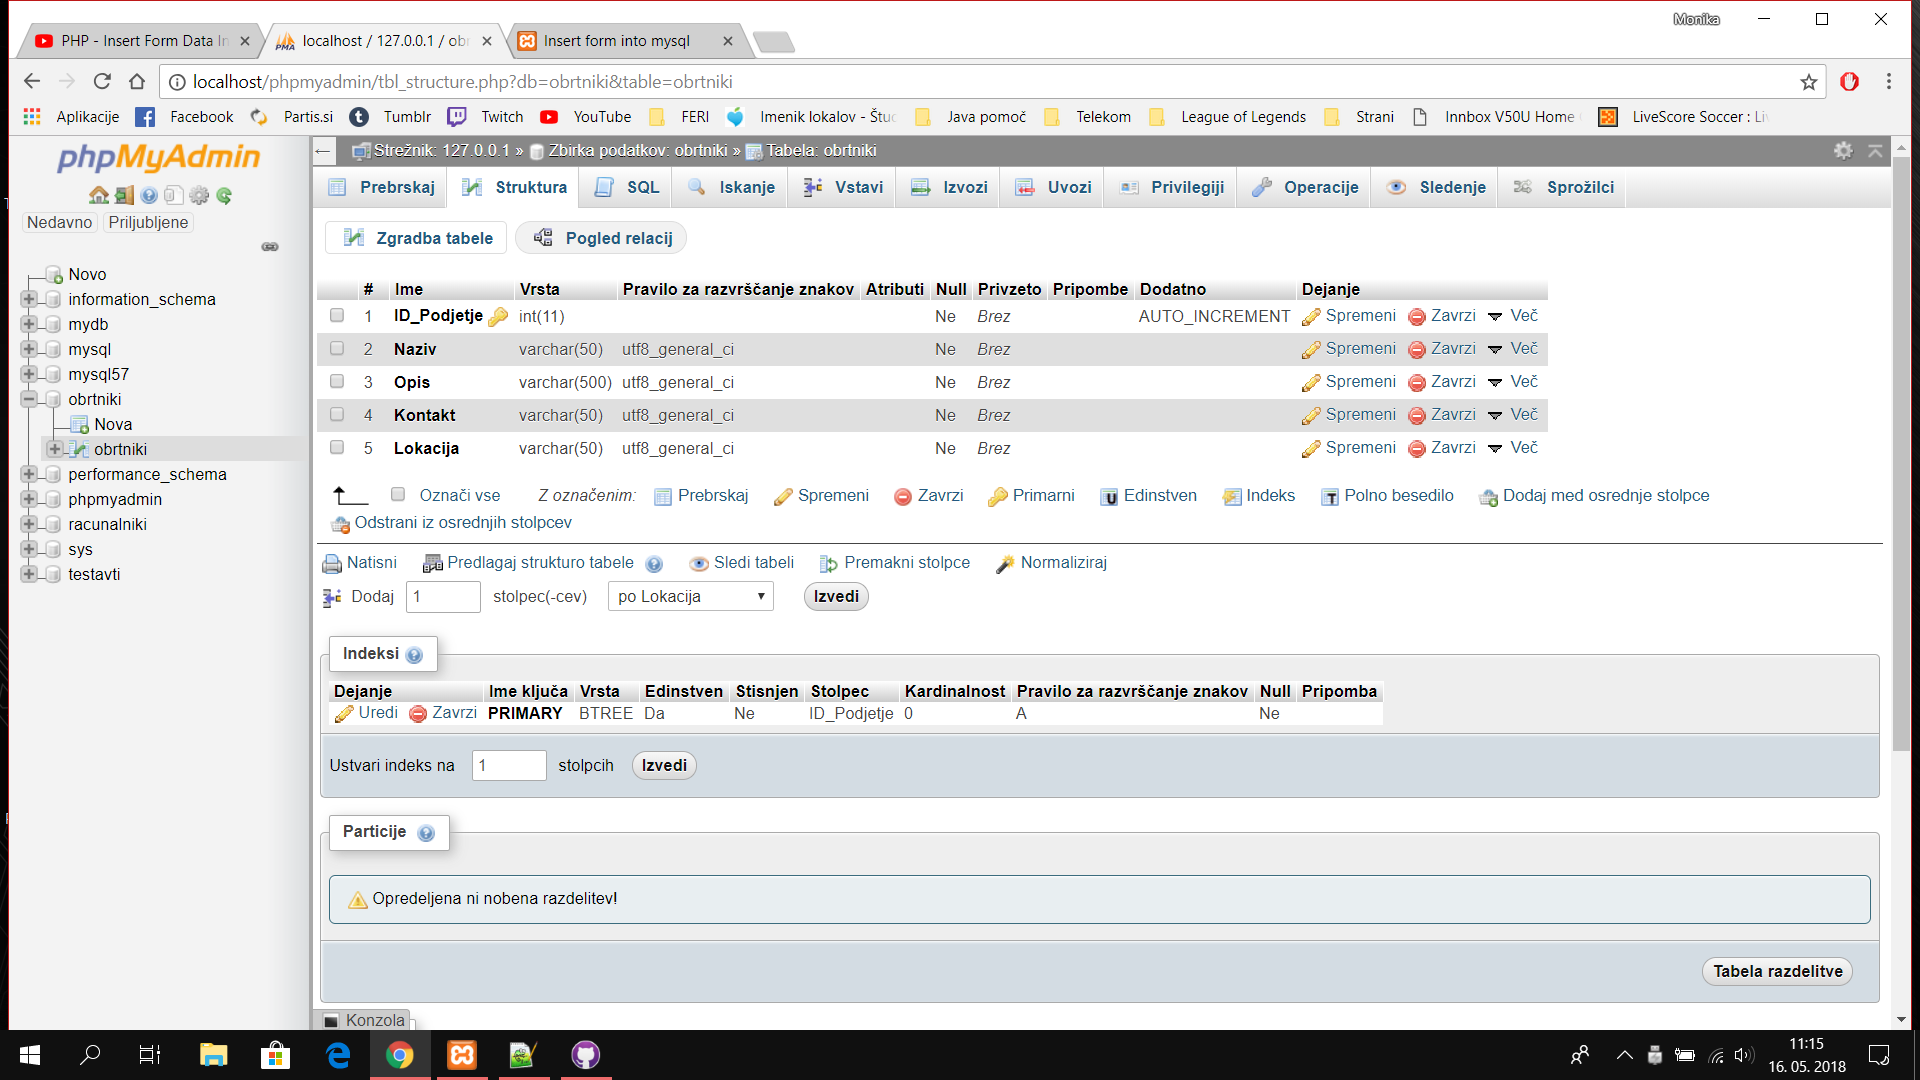 Monika
PHP - Insert Form Data In
localhost / 127.0.0.1 / obr
Insert form into mysql
localhost/phpmyadmin/tbl_structure.php?db=obrtniki&table=obrtniki
Aplikacije Facebook Partis.si Tumblr Twitch YouTube FERI Imenik lokalov - Štuc Java pomoč Telekom League of Legends Strani Innbox V50U Home LiveScore Soccer : Li
phpMyAdmin
Nedavno Priljubljene
Novo
information_schema
mydb
mysql
mysql57
obrtniki
Nova
obrtniki
performance_schema
phpmyadmin
racunalniki
sys
testavti
Strežnik: 127.0.0.1 » Zbirka podatkov: obrtniki » Tabela: obrtniki
Prebrskaj Struktura SQL Iskanje Vstavi Izvozi Uvozi Privilegiji Operacije Sledenje Sprožilci
Zgradba tabele Pogled relacij
# Ime Vrsta Pravilo za razvrščanje znakov Atributi Null Privzeto Pripombe Dodatno Dejanje
1 ID_Podjetje int(11) Ne Brez AUTO_INCREMENT Spremeni Zavrzi Več
2 Naziv varchar(50) utf8_general_ci Ne Brez Spremeni Zavrzi Več
3 Opis varchar(500) utf8_general_ci Ne Brez Spremeni Zavrzi Več
4 Kontakt varchar(50) utf8_general_ci Ne Brez Spremeni Zavrzi Več
5 Lokacija varchar(50) utf8_general_ci Ne Brez Spremeni Zavrzi Več
Označi vse Z označenim: Prebrskaj Spremeni Zavrzi Primarni Edinstven Indeks Polno besedilo Dodaj med osrednje stolpce
Odstrani iz osrednjih stolpcev
Natisni Predlagaj strukturo tabele Sledi tabeli Premakni stolpce Normaliziraj
Dodaj 1 stolpec(-cev) po Lokacija Izvedi
Indeksi
Dejanje Ime ključa Vrsta Edinstven Stisnjen Stolpec Kardinalnost Pravilo za razvrščanje znakov Null Pripomba
Uredi Zavrzi PRIMARY BTREE Da Ne ID_Podjetje 0 A Ne
Ustvari indeks na 1 stolpcih Izvedi
Particije
Opredeljena ni nobena razdelitev!
Tabela razdelitve
Konzola
11:15
16. 05. 2018